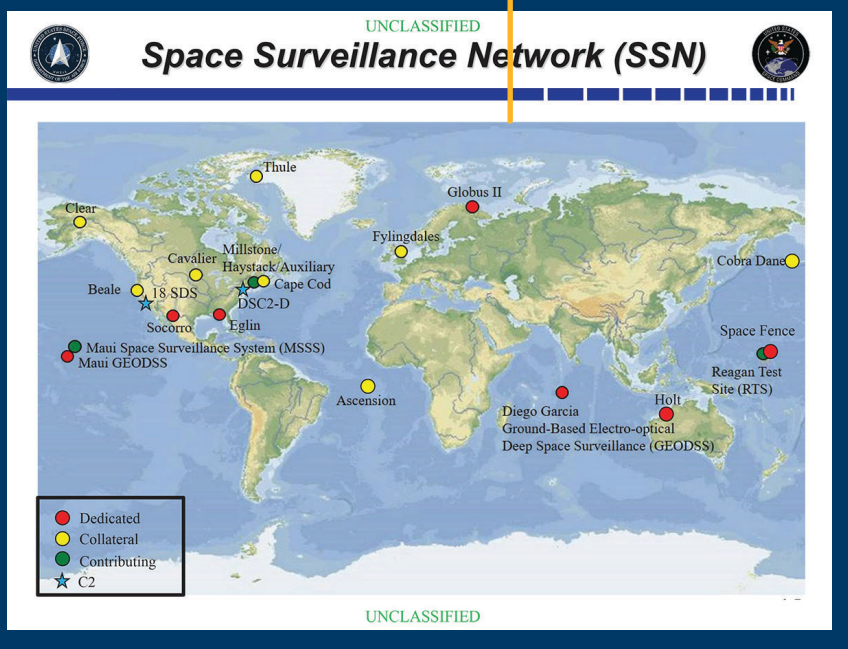 UNCLASSIFIED
Space Surveillance Network (SSN)
Thule
Clear
Globus II
Fylingdales
Cavalier
Millstone/
Haystack/Auxiliary
Cape Cod
Cobra Dane
Beale
18 SDS
DSC2-D
Socorro
Eglin
Space Fence
Maui Space Surveillance System (MSSS)
Maui GEODSS
Reagan Test
Site (RTS)
Ascension
Holt
Diego Garcia
Ground-Based Electro-optical
Deep Space Surveillance (GEODSS)
Dedicated
Collateral
Contributing
C2
UNCLASSIFIED